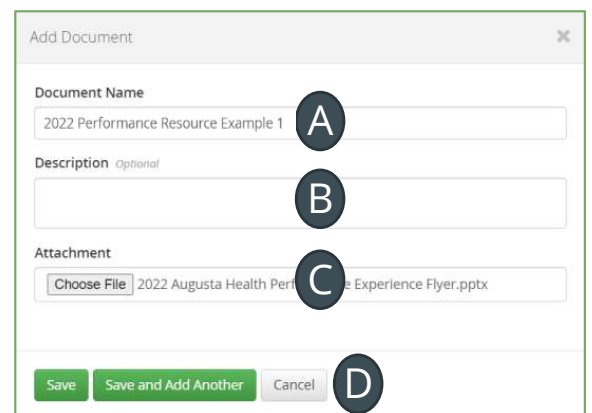 Add Document ×
Document Name
2022 Performance Resource Example 1 A
Description Optional
B
Attachment
Choose File 2022 Augusta Health Perf C e Experience Flyer.pptx
Save Save and Add Another Cancel D